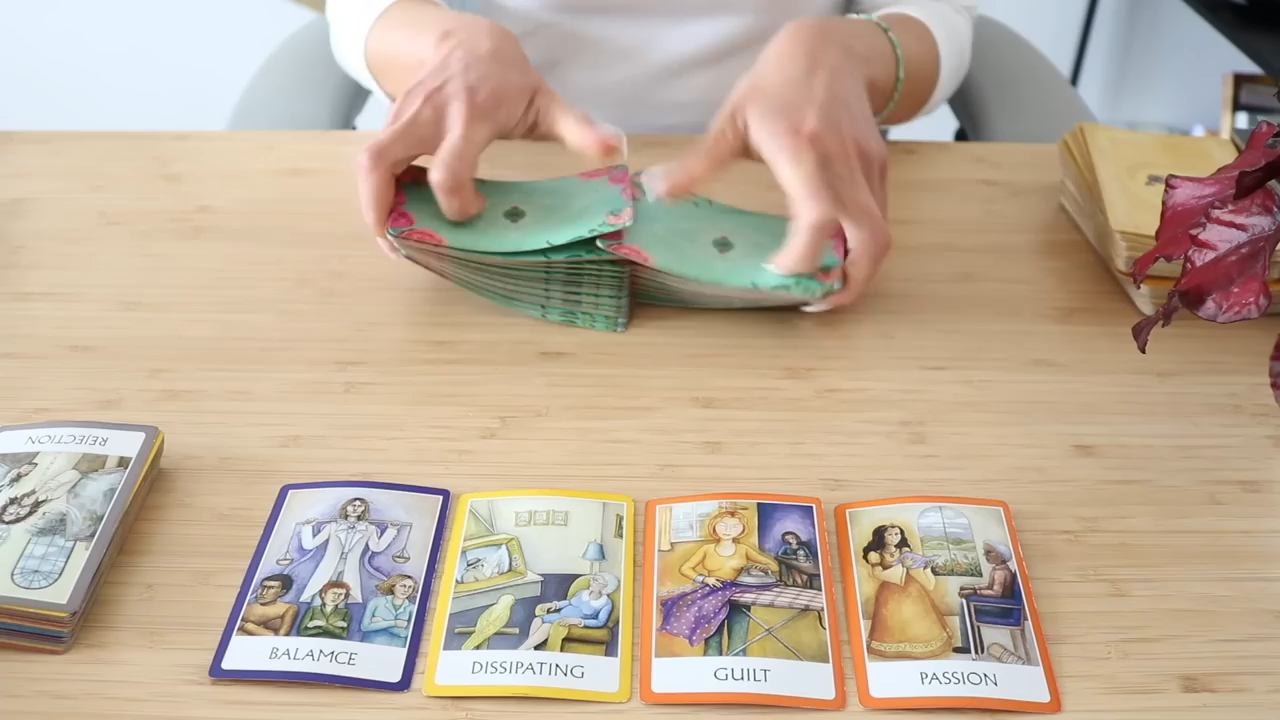 REJECTION
BALAMCE
DISSIPATING
GUILT
PASSION